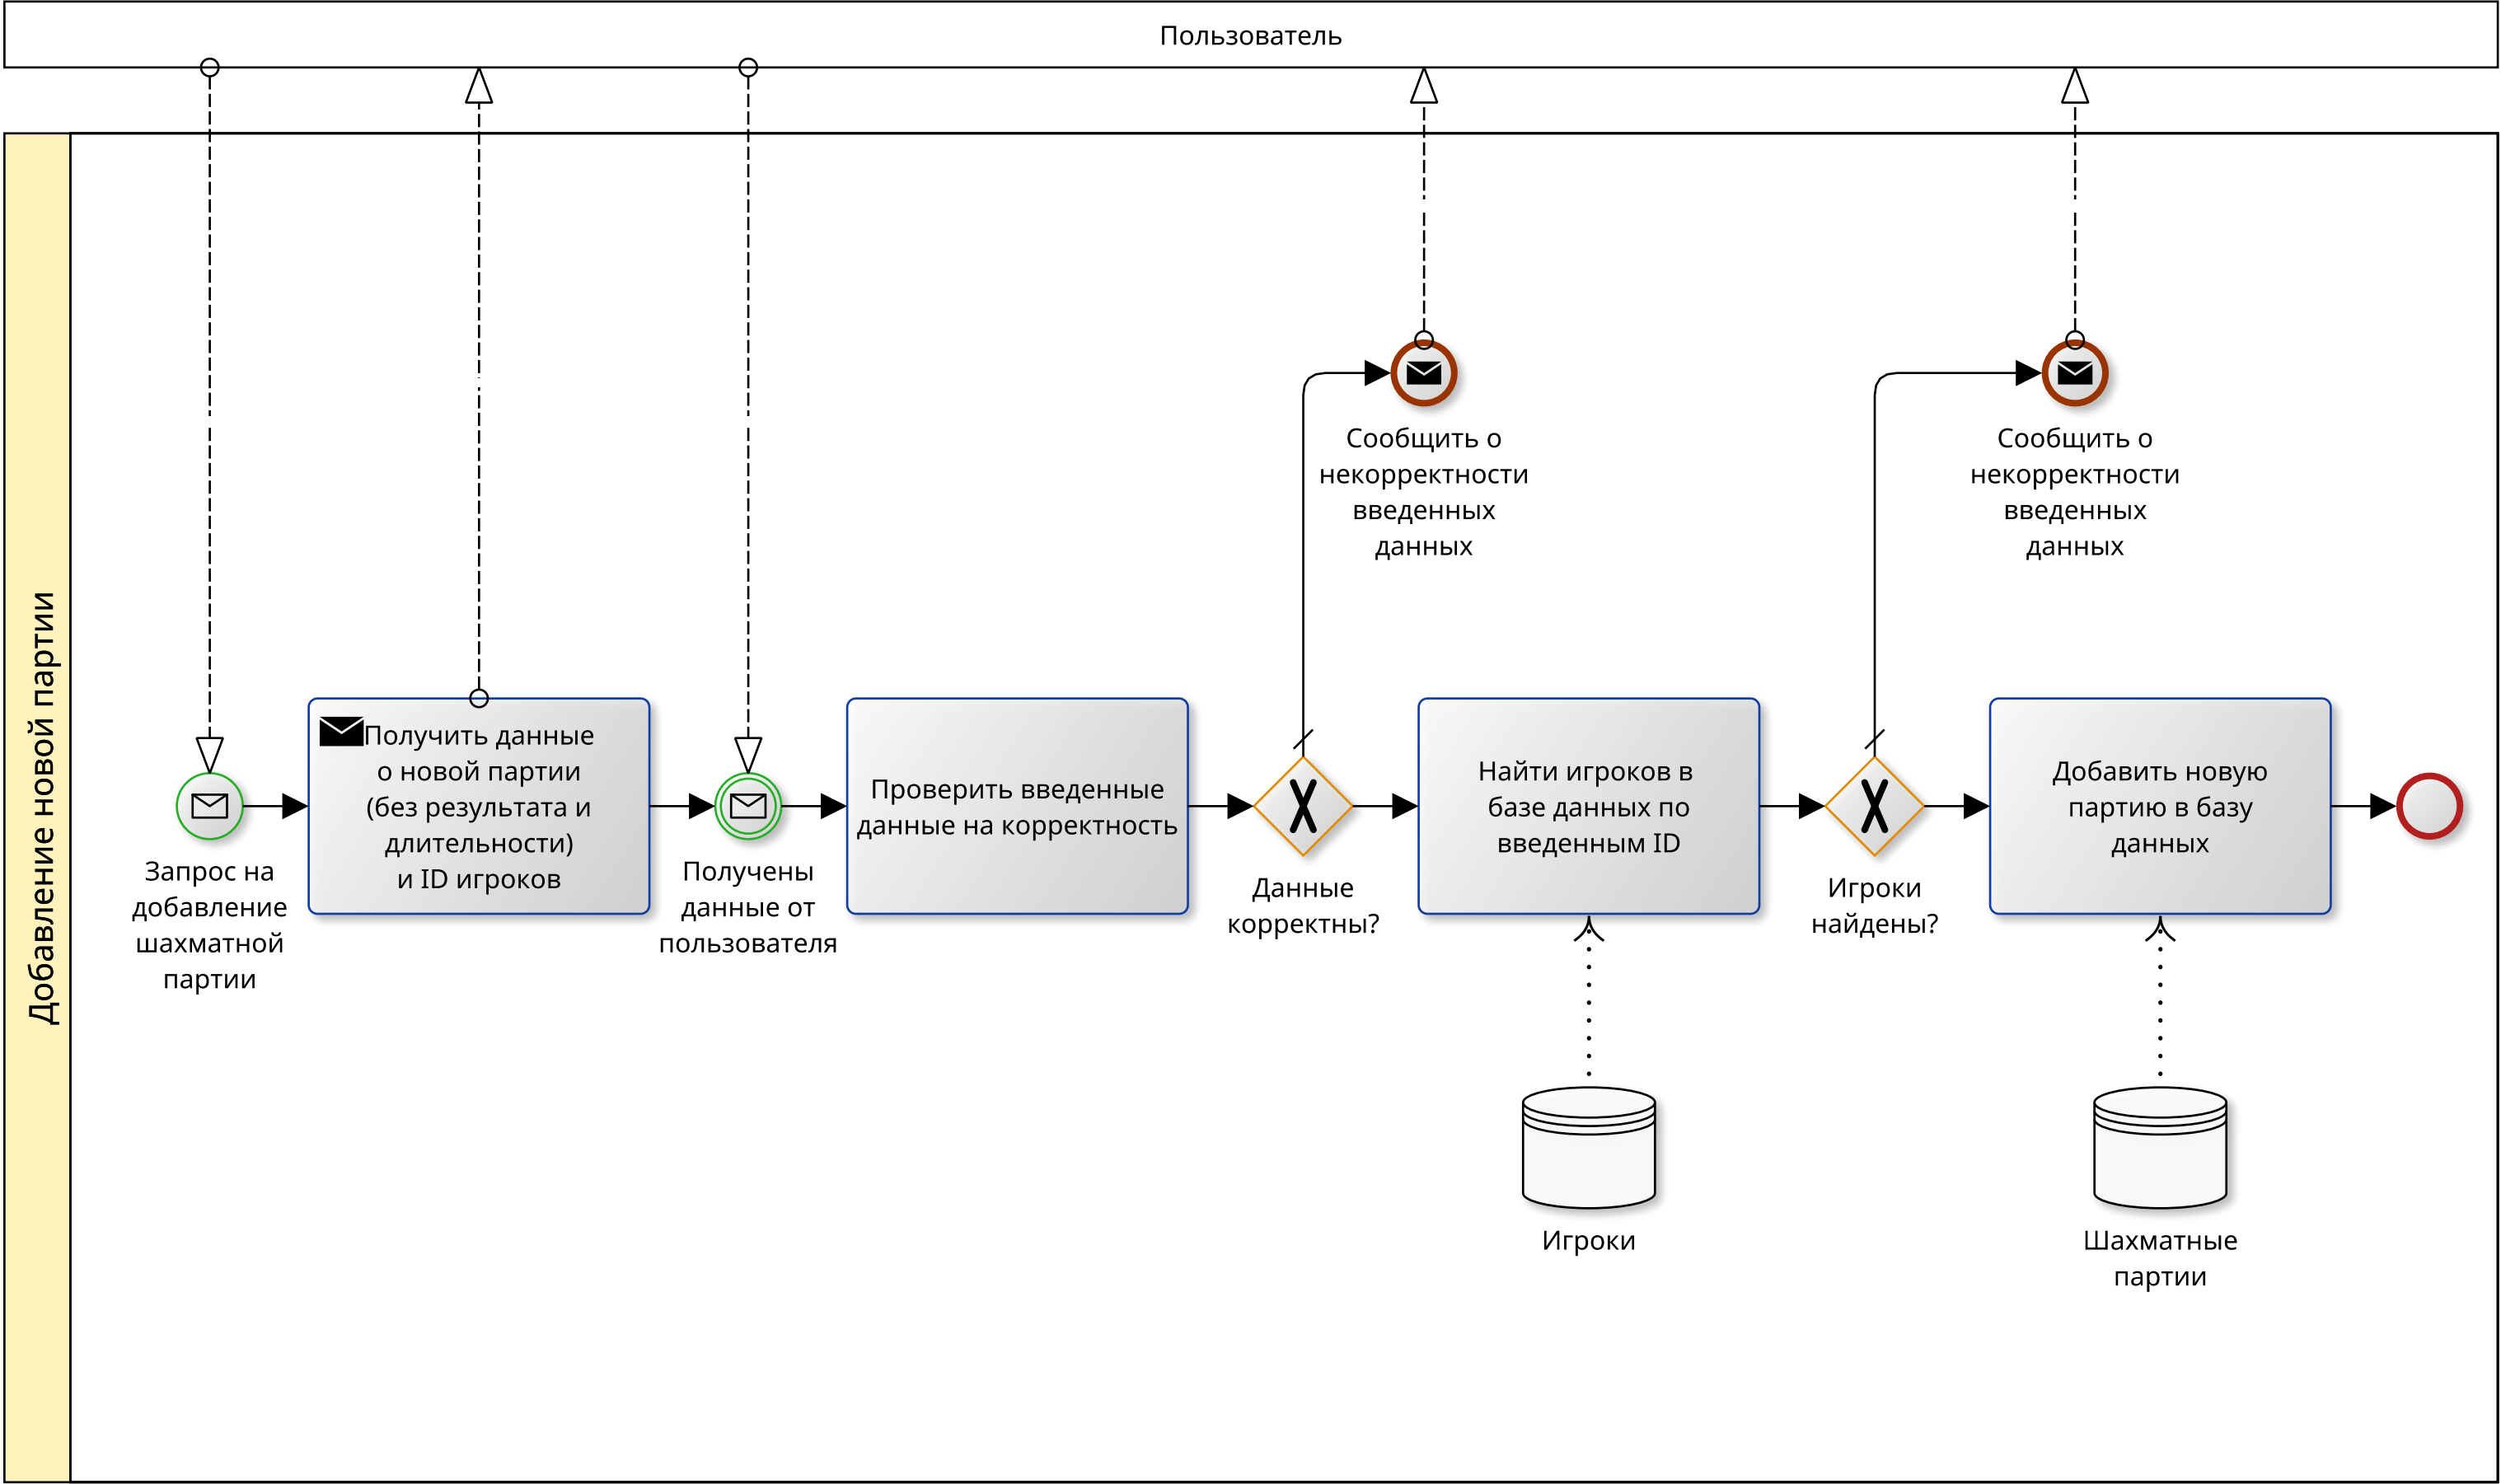 Пользователь
Добавление новой партии
Сообщить о
некорректности
введенных
данных
Сообщить о
некорректности
введенных
данных
Запрос на
добавление
шахматной
партии
Получить данные
о новой партии
(без результата и
длительности)
и ID игроков
Получены
данные от
пользователя
Проверить введенные
данные на корректность
Данные
корректны?
Найти игроков в
базе данных по
введенным ID
Игроки
найдены?
Добавить новую
партию в базу
данных
Игроки
Шахматные
партии